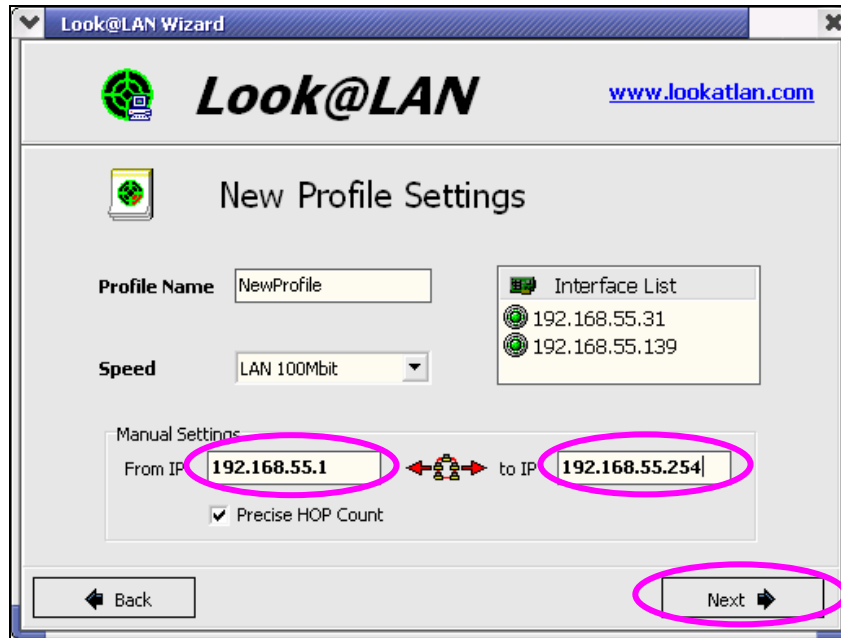 Look@LAN Wizard
Look@LAN
www.lookatlan.com
New Profile Settings
Profile Name
NewProfile
Interface List
192.168.55.31
192.168.55.139
Speed
LAN 100Mbit
Manual Settings
From IP 192.168.55.1 to IP 192.168.55.254
Precise HOP Count
Back
Next